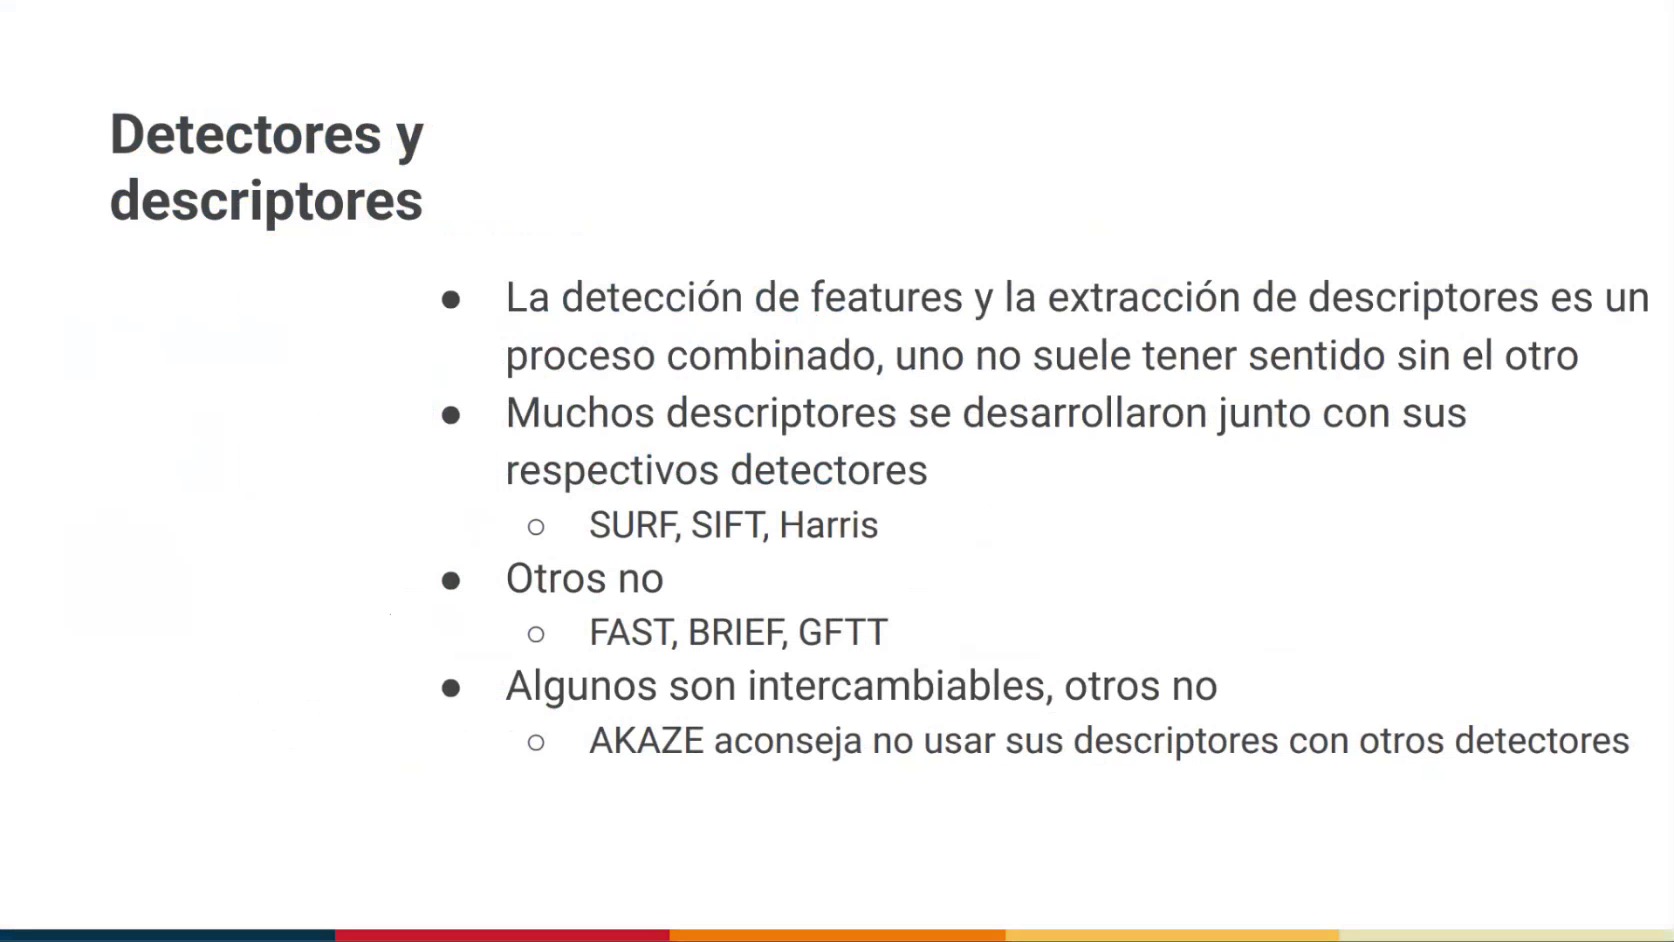 Detectores y
descriptores
● La detección de features y la extracción de descriptores es un
proceso combinado, uno no suele tener sentido sin el otro
● Muchos descriptores se desarrollaron junto con sus
respectivos detectores
○ SURF, SIFT, Harris
● Otros no
○ FAST, BRIEF, GFTT
● Algunos son intercambiables, otros no
○ AKAZE aconseja no usar sus descriptores con otros detectores